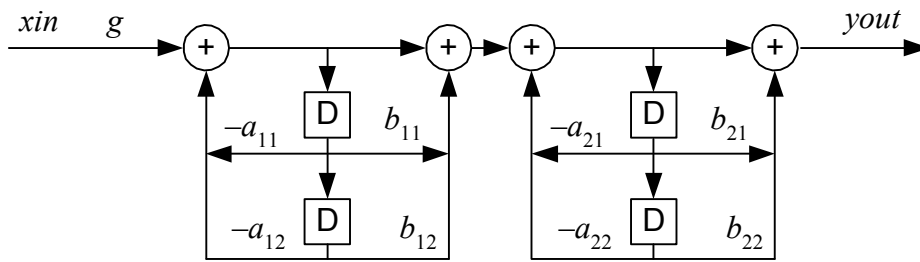 xin g yout
+ + + +
D D
–a₁₁ b₁₁ –a₂₁ b₂₁
D D
–a₁₂ b₁₂ –a₂₂ b₂₂